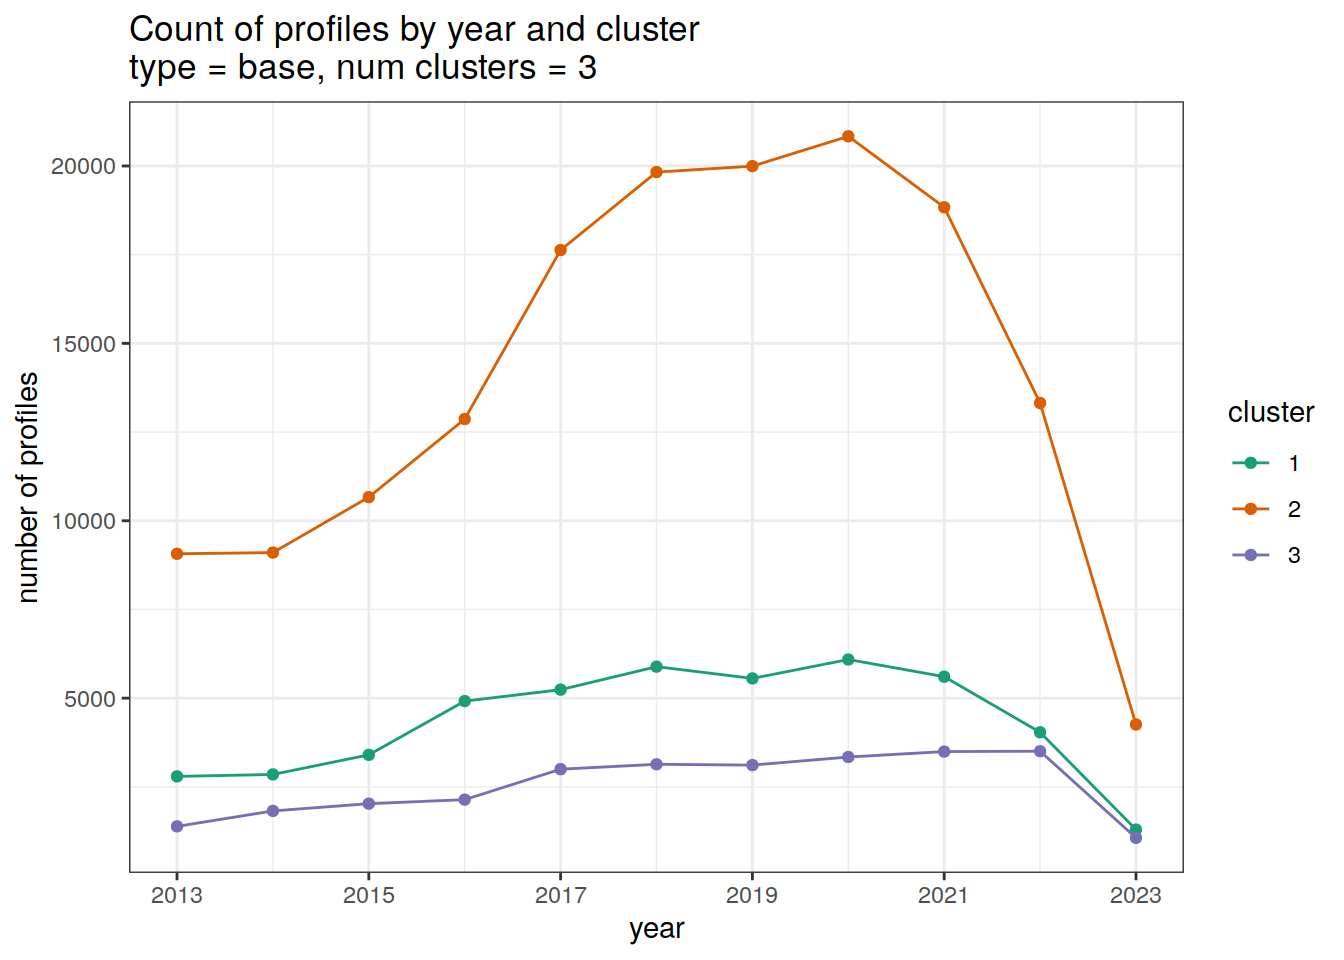 Count of profiles by year and cluster
type = base, num clusters = 3
number of profiles
20000
15000
10000
5000
2013
2015
2017
2019
2021
2023
year
cluster
1
2
3